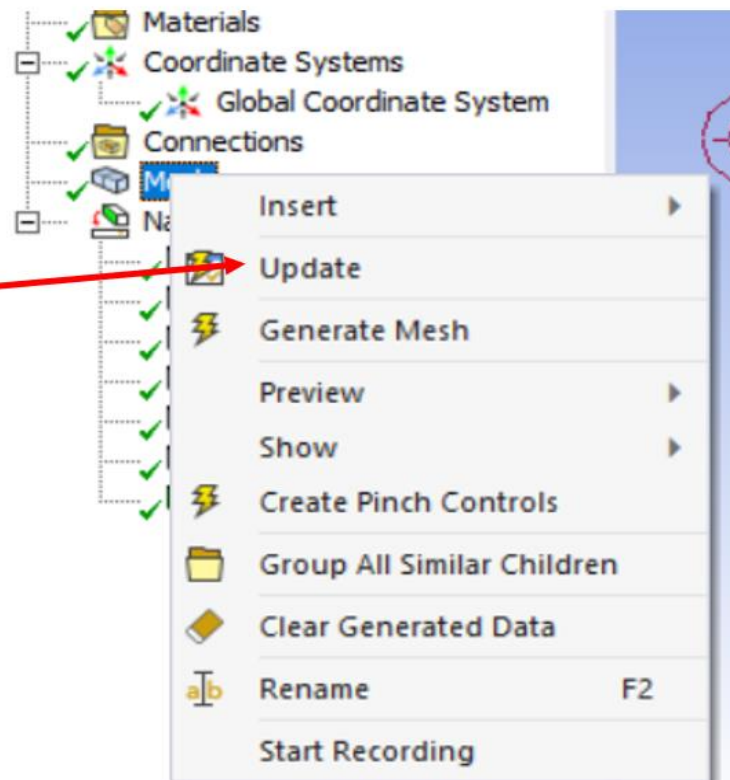 Materials
Coordinate Systems
Global Coordinate System
Connections
Insert
Update
Generate Mesh
Preview
Show
Create Pinch Controls
Group All Similar Children
Clear Generated Data
Rename F2
Start Recording